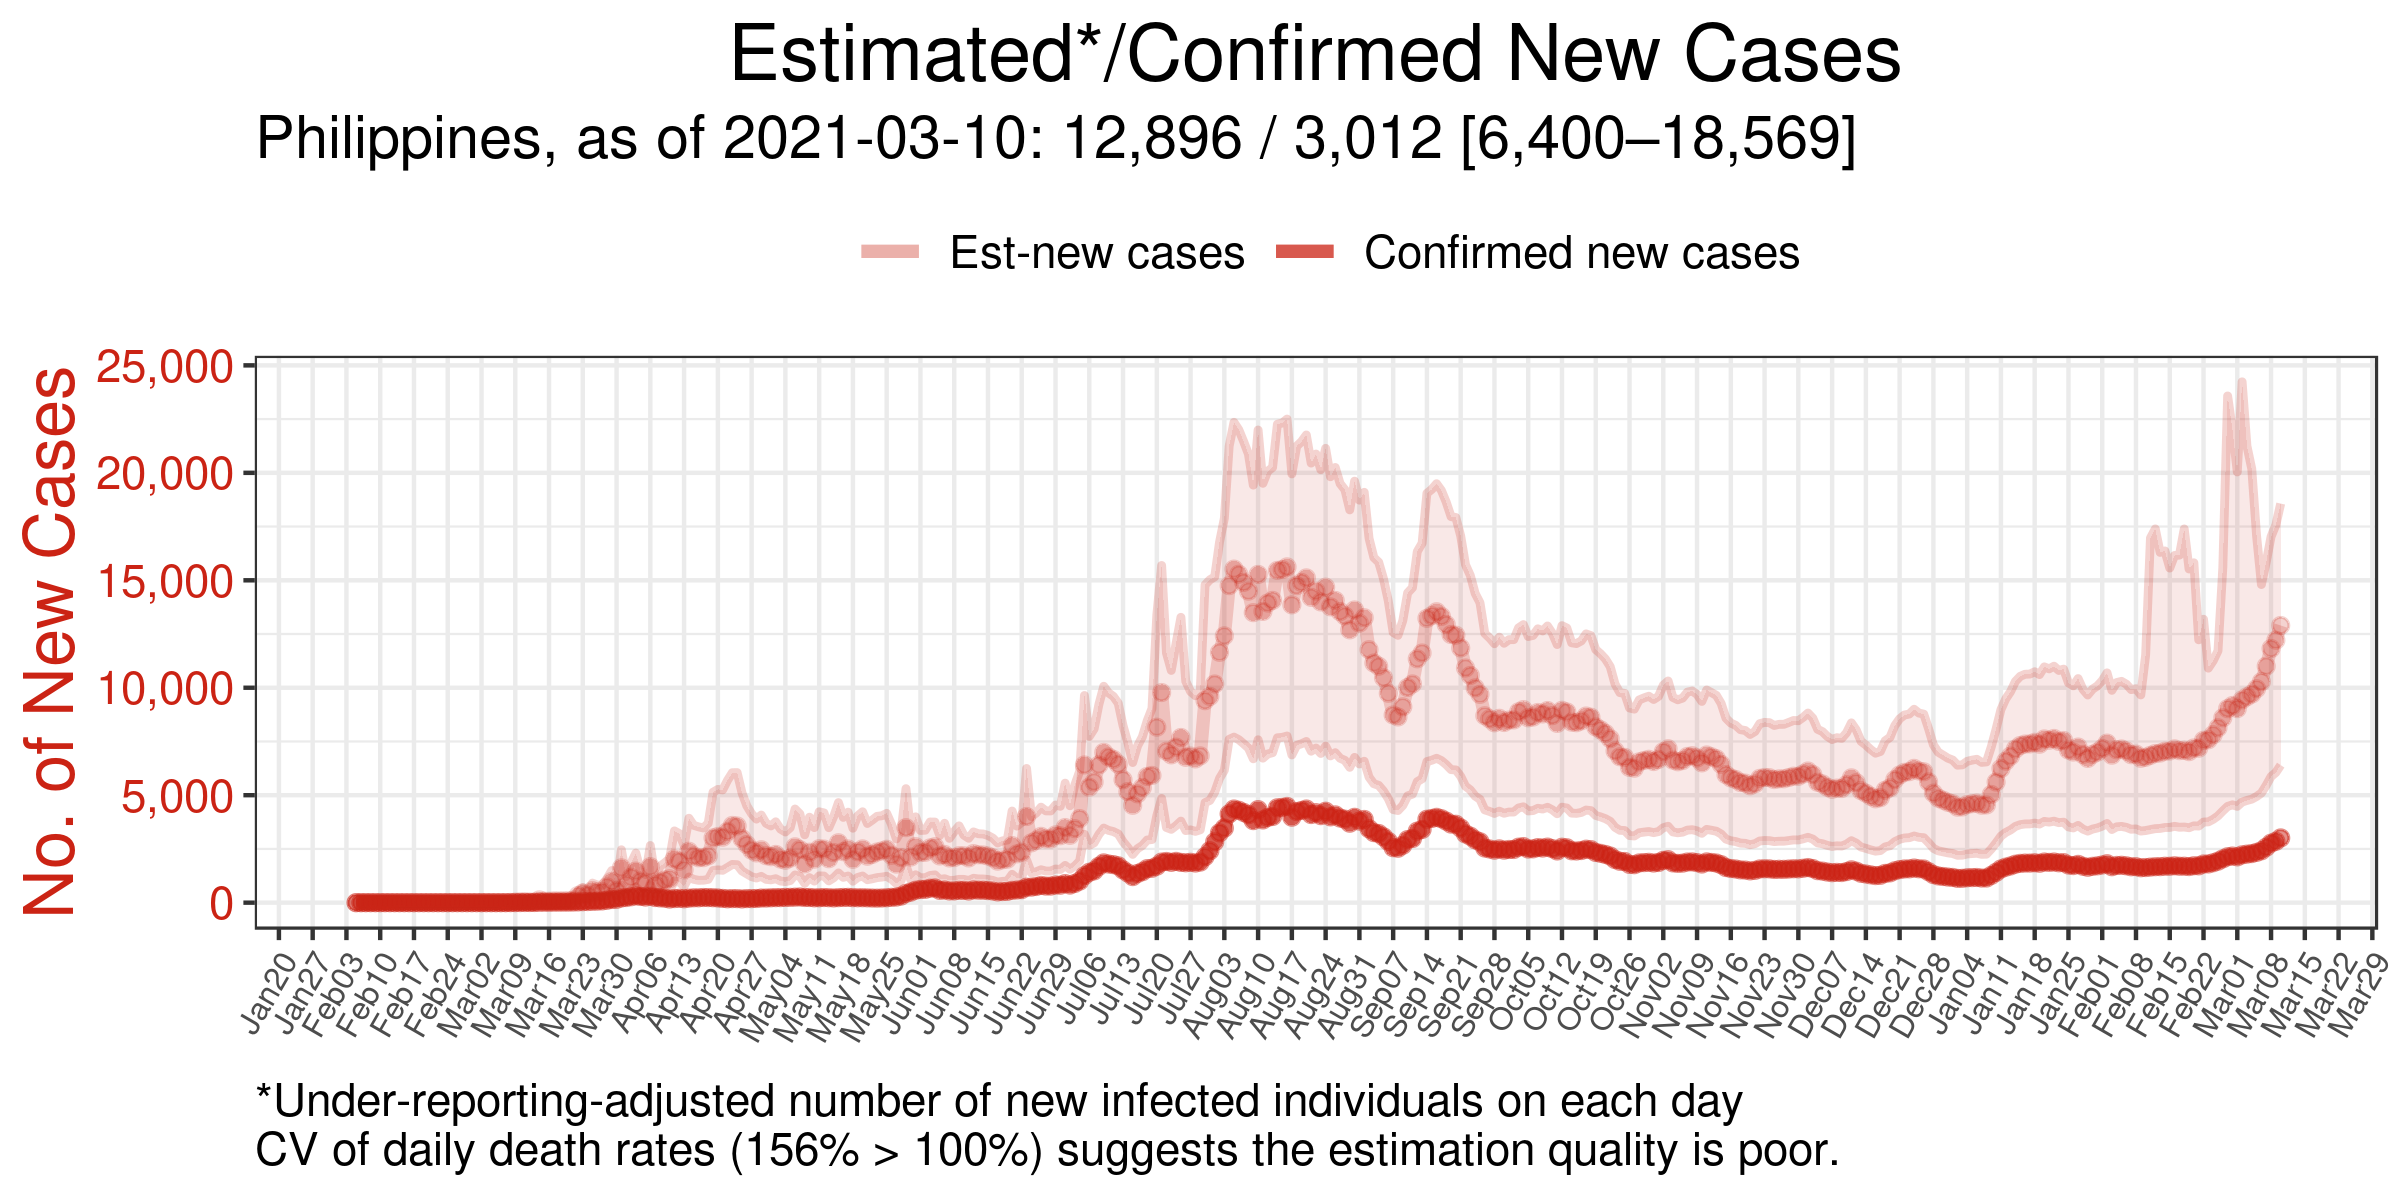 Estimated*/Confirmed New Cases
Philippines, as of 2021-03-10: 12,896 / 3,012 [6,400–18,569]
Est-new cases Confirmed new cases
No. of New Cases
25,000
20,000
15,000
10,000
5,000
0
Jan20 Jan27 Feb03 Feb10 Feb17 Feb24 Mar02 Mar09 Mar16 Mar23 Mar30 Apr06 Apr13 Apr20 Apr27 May04 May11 May18 May25 Jun01 Jun08 Jun15 Jun22 Jun29 Jul06 Jul13 Jul20 Jul27 Aug03 Aug10 Aug17 Aug24 Aug31 Sep07 Sep14 Sep21 Sep28 Oct05 Oct12 Oct19 Oct26 Nov02 Nov09 Nov16 Nov23 Nov30 Dec07 Dec14 Dec21 Dec28 Jan04 Jan11 Jan18 Jan25 Feb01 Feb08 Feb15 Feb22 Mar01 Mar08 Mar15 Mar22 Mar29
*Under-reporting-adjusted number of new infected individuals on each day
CV of daily death rates (156% > 100%) suggests the estimation quality is poor.